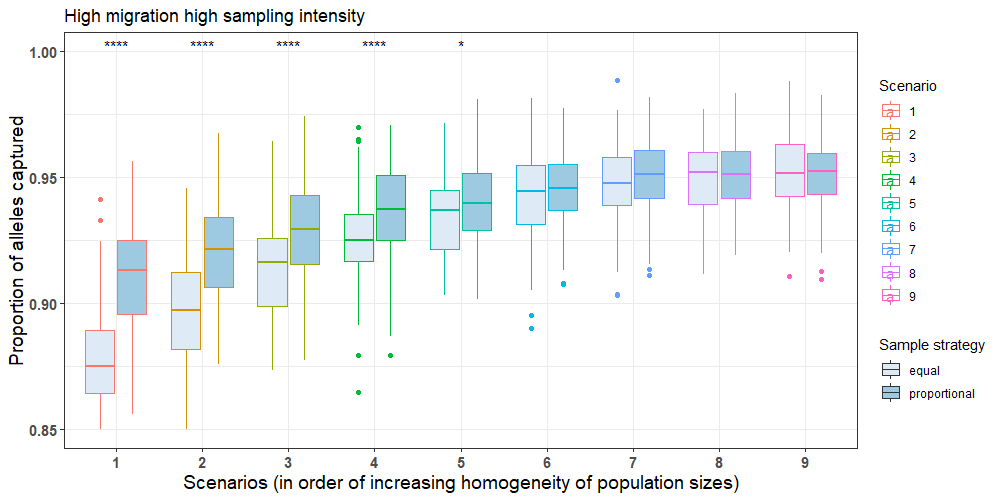 High migration high sampling intensity
**** **** **** **** *
Proportion of alleles captured
1.00
0.95
0.90
0.85
1 2 3 4 5 6 7 8 9
Scenarios (in order of increasing homogeneity of population sizes)
Scenario
a 1
a 2
a 3
a 4
a 5
a 6
a 7
a 8
a 9
Sample strategy
equal
proportional